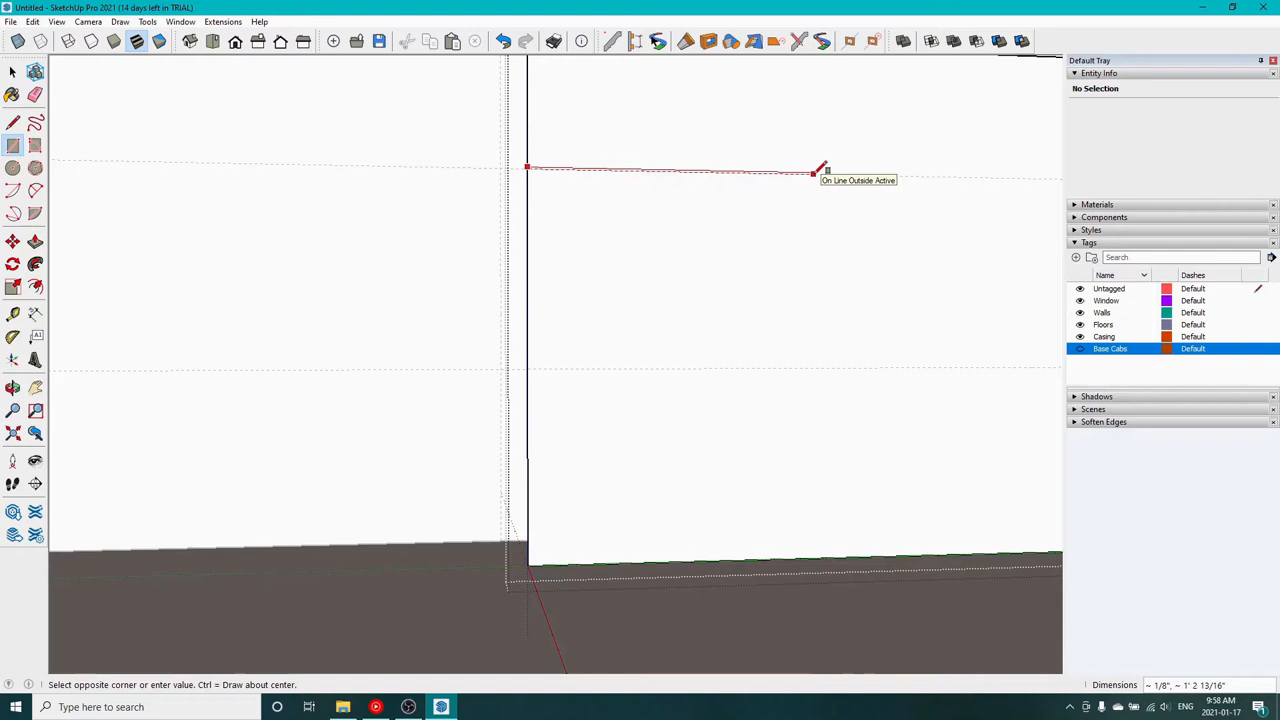 Untitled - SketchUp Pro 2021 (14 days left in TRIAL)
File Edit View Camera Draw Tools Window Extensions Help
Default Tray
Entity Info
No Selection
On Line Outside Active
Materials
Components
Styles
Tags
Search
Name Dashes
Untagged Default
Window Default
Walls Default
Floors Default
Casing Default
Base Cabs Default
Shadows
Scenes
Soften Edges
Select opposite corner or enter value. Ctrl = Draw about center.
Dimensions ~ 1/8", ~ 1' 2 13/16"
Type here to search
9:58 AM
2021-01-17